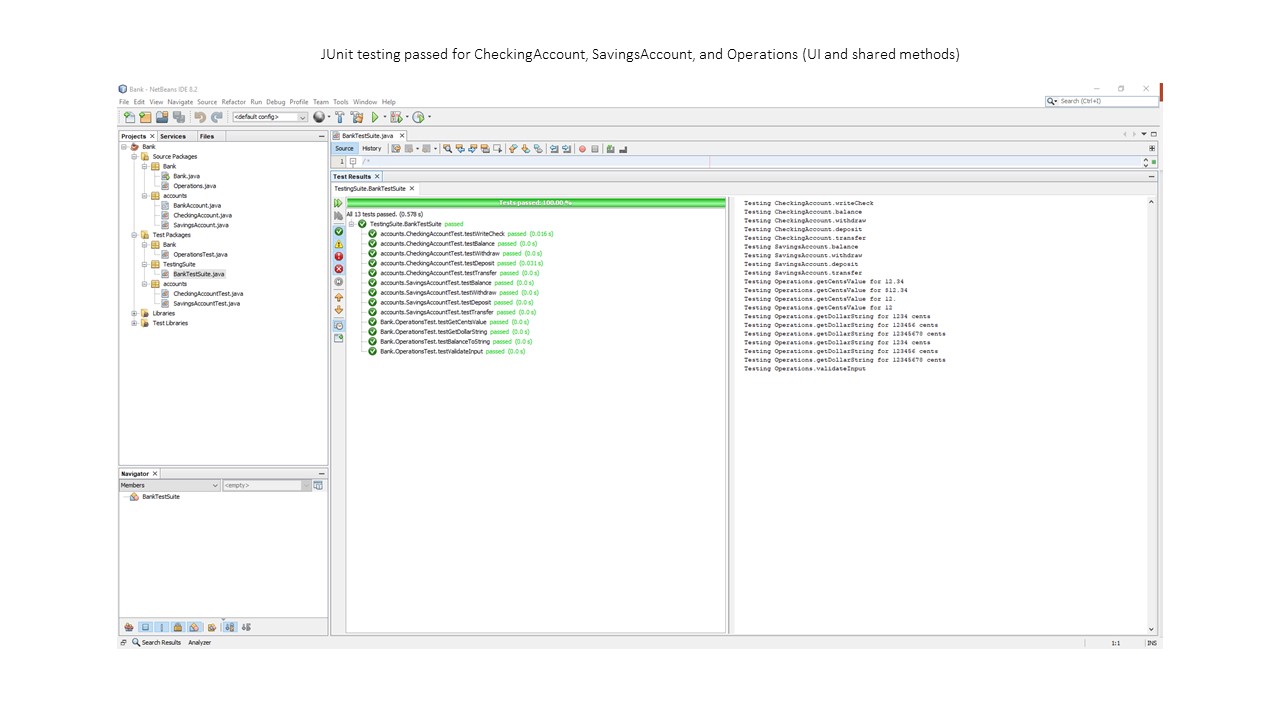 JUnit testing passed for CheckingAccount, SavingsAccount, and Operations (UI and shared methods)
Bank - NetBeans IDE 8.2
File Edit View Navigate Source Refactor Run Debug Profile Team Tools Window Help
Search (Ctrl+I)
<default config>
Projects Services Files
Bank
Source Packages
Bank
Bank.java
Operations.java
accounts
BankAccount.java
CheckingAccount.java
SavingsAccount.java
Test Packages
Bank
OperationsTest.java
TestingSuite
BankTestSuite.java
accounts
CheckingAccountTest.java
SavingsAccountTest.java
Libraries
Test Libraries
Navigator
Members <empty>
BankTestSuite
BankTestSuite.java
Source History
1 /*
Test Results
TestingSuite.BankTestSuite
Tests passed: 100.00 %
All 13 tests passed. (0.578 s)
TestingSuite.BankTestSuite passed
accounts.CheckingAccountTest.testWriteCheck passed (0.016 s)
accounts.CheckingAccountTest.testBalance passed (0.0 s)
accounts.CheckingAccountTest.testWithdraw passed (0.0 s)
accounts.CheckingAccountTest.testDeposit passed (0.031 s)
accounts.CheckingAccountTest.testTransfer passed (0.0 s)
accounts.SavingsAccountTest.testBalance passed (0.0 s)
accounts.SavingsAccountTest.testWithdraw passed (0.0 s)
accounts.SavingsAccountTest.testDeposit passed (0.0 s)
accounts.SavingsAccountTest.testTransfer passed (0.0 s)
Bank.OperationsTest.testGetCentsValue passed (0.0 s)
Bank.OperationsTest.testGetDollarString passed (0.0 s)
Bank.OperationsTest.testBalanceToString passed (0.0 s)
Bank.OperationsTest.testValidateInput passed (0.0 s)
Testing CheckingAccount.writeCheck
Testing CheckingAccount.balance
Testing CheckingAccount.withdraw
Testing CheckingAccount.deposit
Testing CheckingAccount.transfer
Testing SavingsAccount.balance
Testing SavingsAccount.withdraw
Testing SavingsAccount.deposit
Testing SavingsAccount.transfer
Testing Operations.getCentsValue for 12.34
Testing Operations.getCentsValue for $12.34
Testing Operations.getCentsValue for 12.
Testing Operations.getCentsValue for 12
Testing Operations.getDollarString for 1234 cents
Testing Operations.getDollarString for 123456 cents
Testing Operations.getDollarString for 12345678 cents
Testing Operations.getDollarString for 1234 cents
Testing Operations.getDollarString for 123456 cents
Testing Operations.getDollarString for 12345678 cents
Testing Operations.validateInput
Search Results Analyzer
1:1 INS